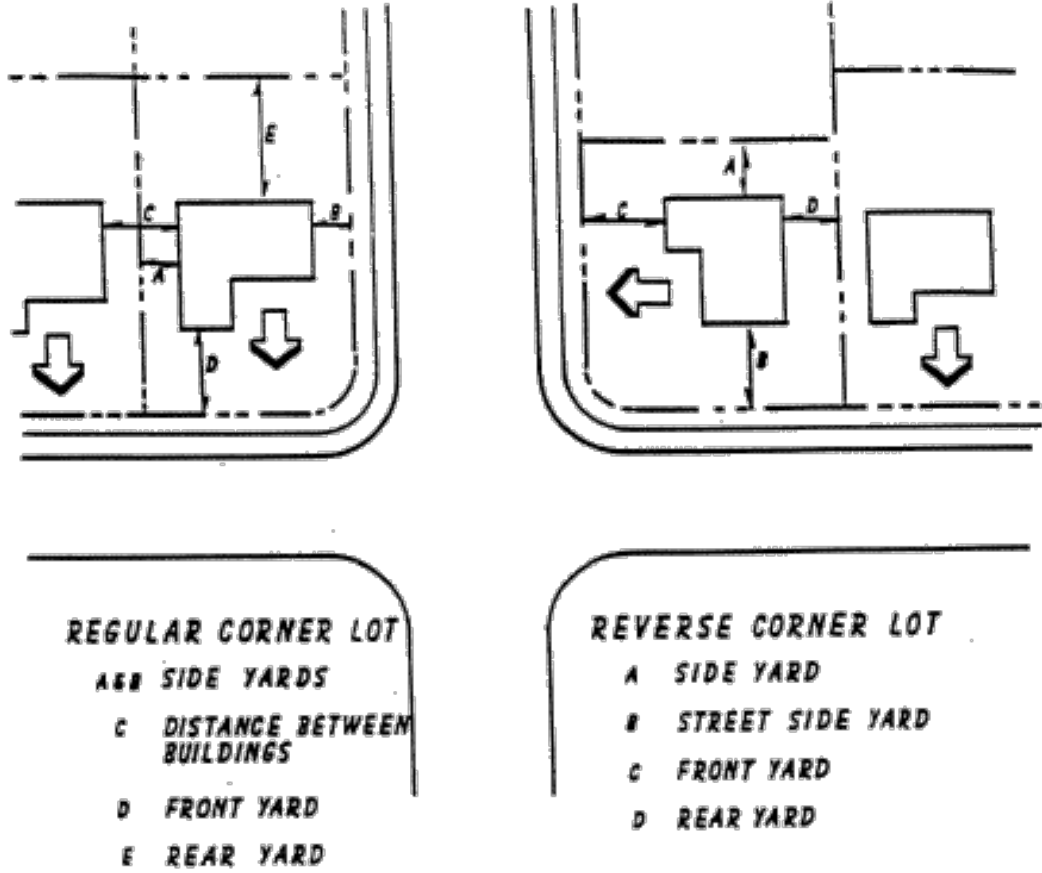 E
C
B
A
D
A
C
D
B
REGULAR CORNER LOT
A&B SIDE YARDS
C DISTANCE BETWEEN
BUILDINGS
D FRONT YARD
E REAR YARD
REVERSE CORNER LOT
A SIDE YARD
B STREET SIDE YARD
C FRONT YARD
D REAR YARD